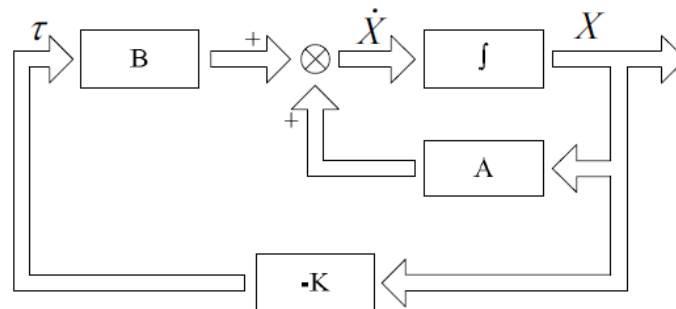 τ
B
+
Ẋ
∫
X
+
A
-K